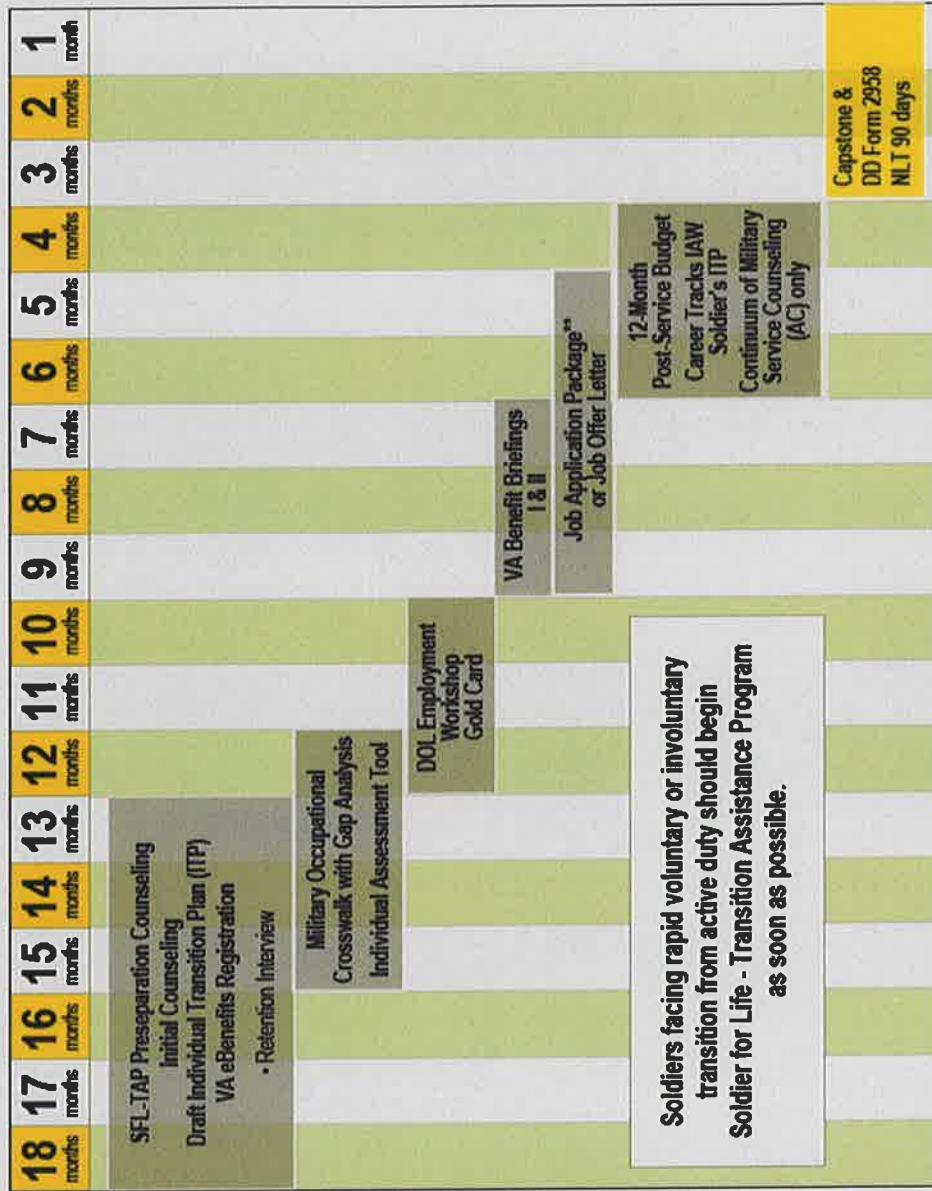 18 months
17 months
16 months
15 months
14 months
13 months
12 months
11 months
10 months
9 months
8 months
7 months
6 months
5 months
4 months
3 months
2 months
1 month
SFL-TAP Preseparation Counseling
Initial Counseling
Draft Individual Transition Plan (ITP)
VA eBenefits Registration
• Retention Interview
Military Occupational
Crosswalk with Gap Analysis
Individual Assessment Tool
DOL Employment
Workshop
Gold Card
VA Benefit Briefings
I & II
Job Application Package**
or Job Offer Letter
12-Month
Post-Service Budget
Career Tracks IAW
Soldier's ITP
Continuum of Military
Service Counseling
(AC) only
Capstone &
DD Form 2958
NLT 90 days
Soldiers facing rapid voluntary or involuntary
transition from active duty should begin
Soldier for Life - Transition Assistance Program
as soon as possible.